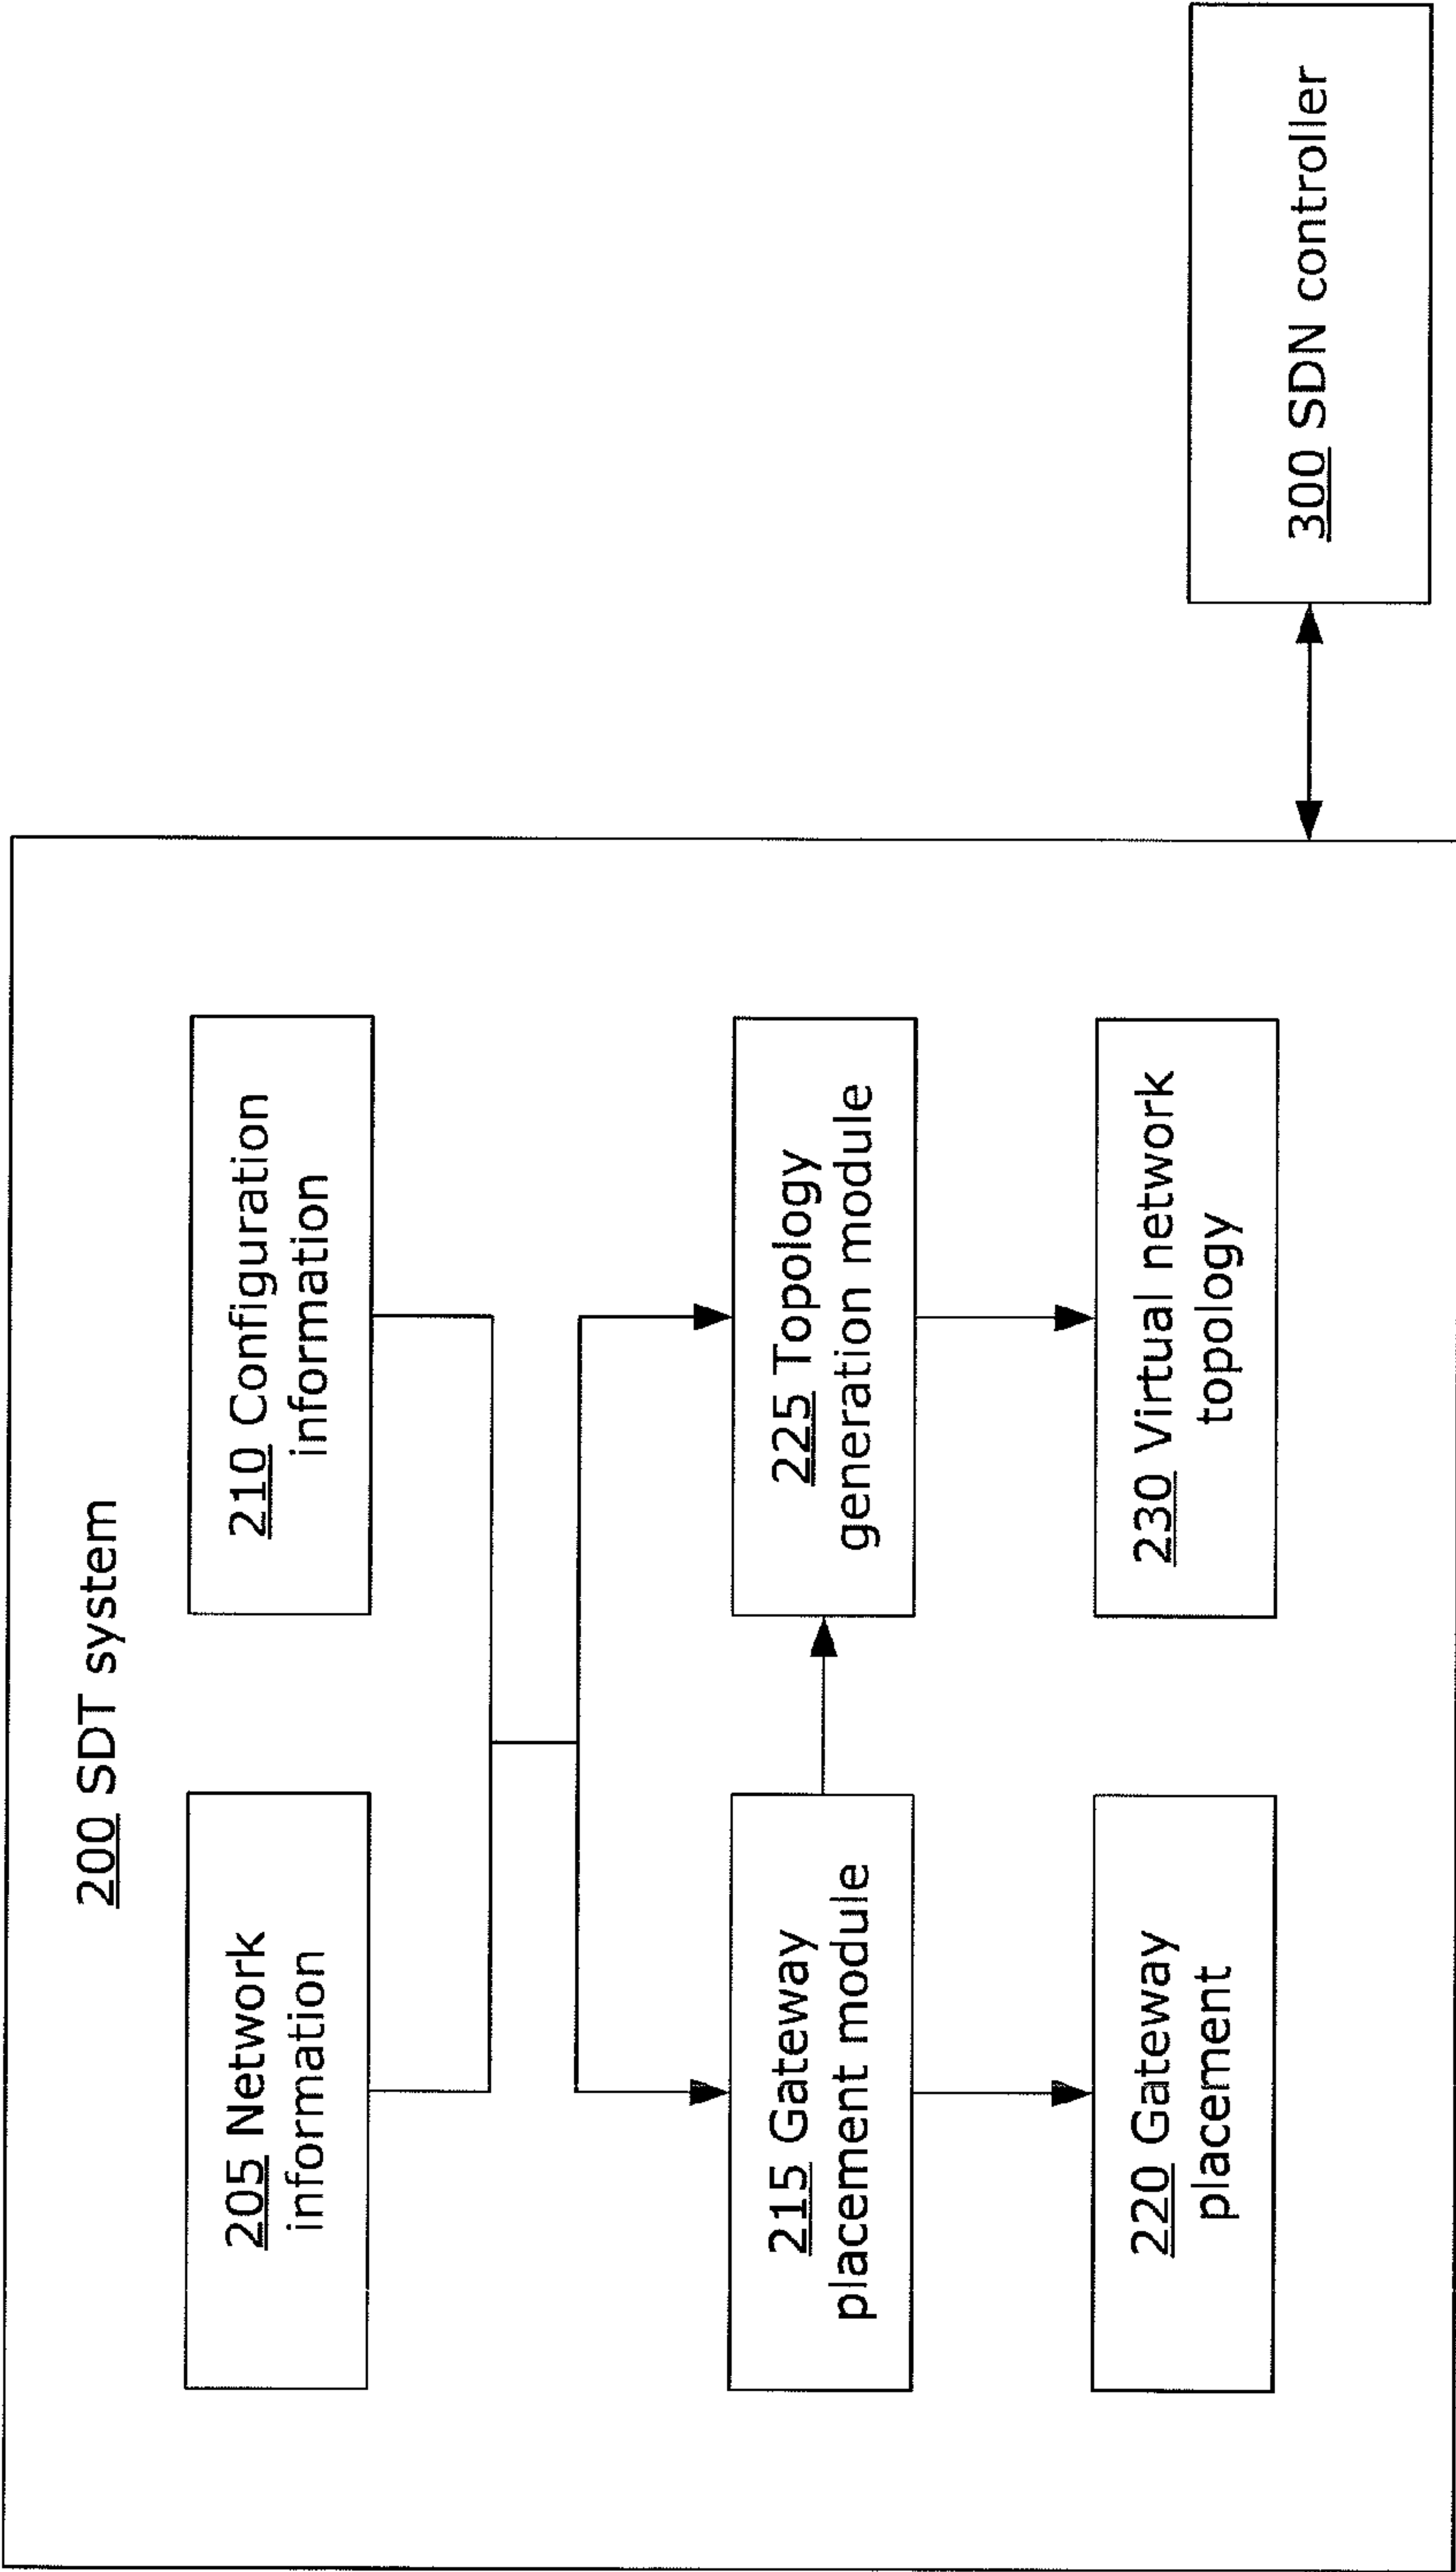 200 SDT system
205 Network
information
210 Configuration
information
215 Gateway
placement module
225 Topology
generation module
220 Gateway
placement
230 Virtual network
topology
300 SDN controller